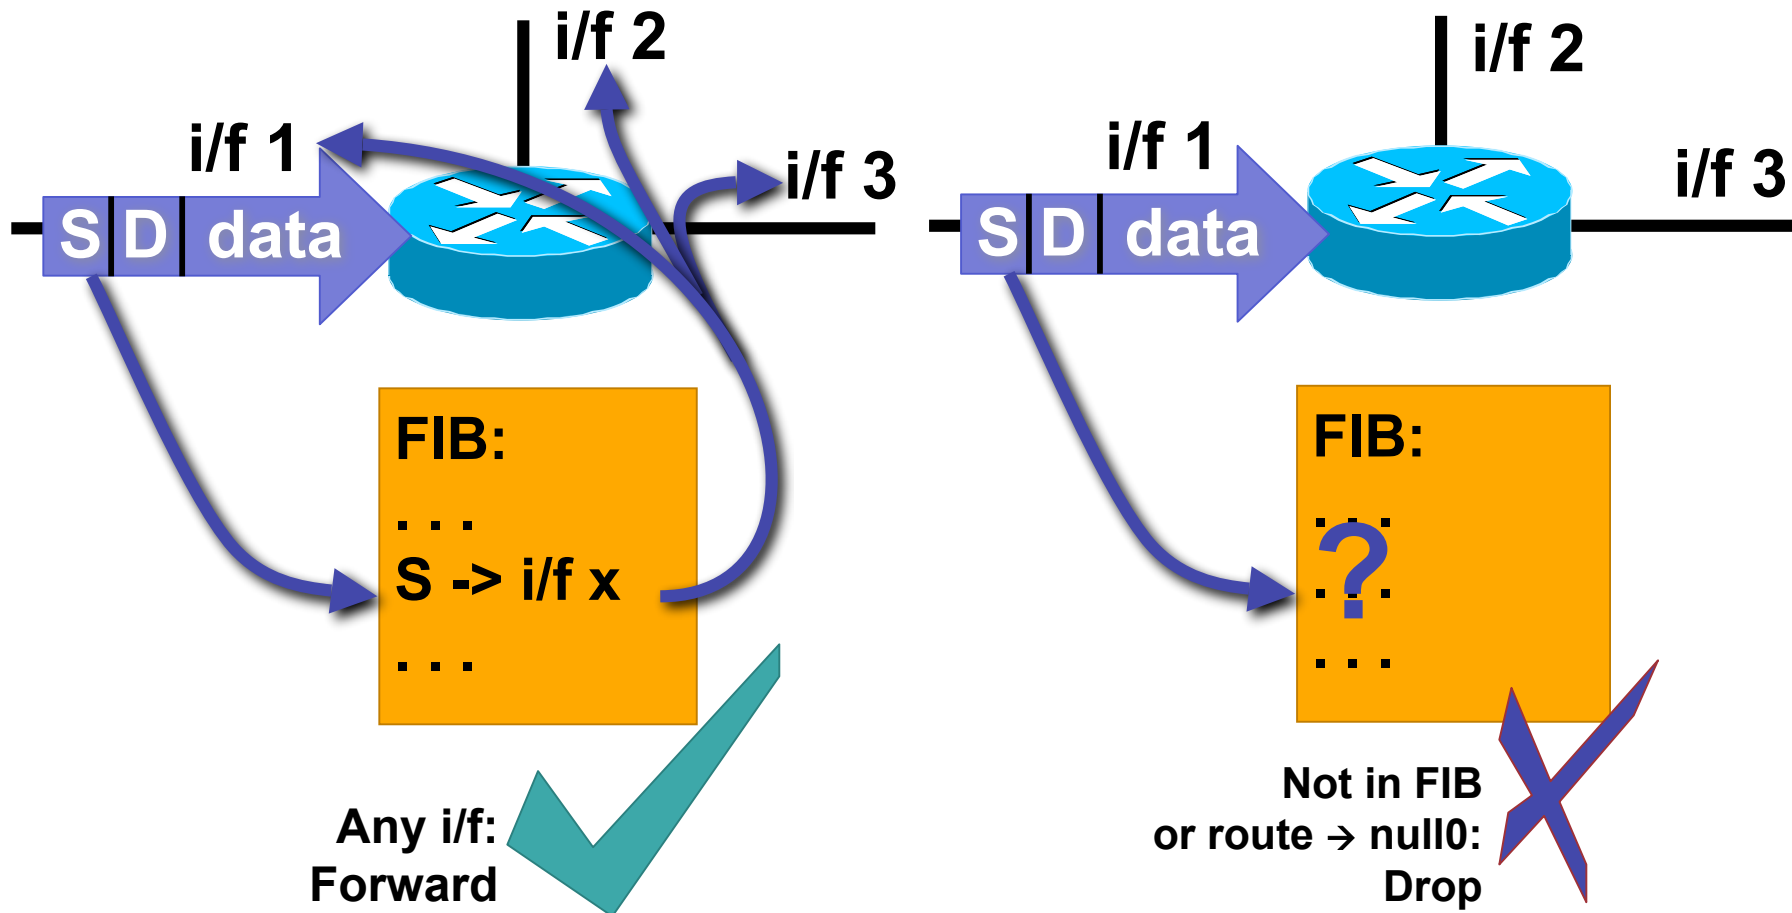 i/f 2
i/f 1
i/f 3
S D data
FIB:
. . .
S -> i/f x
. . .
Any i/f:
Forward
i/f 2
i/f 1
i/f 3
S D data
FIB:
. . .
?
. . .
. . .
Not in FIB
or route → null0:
Drop